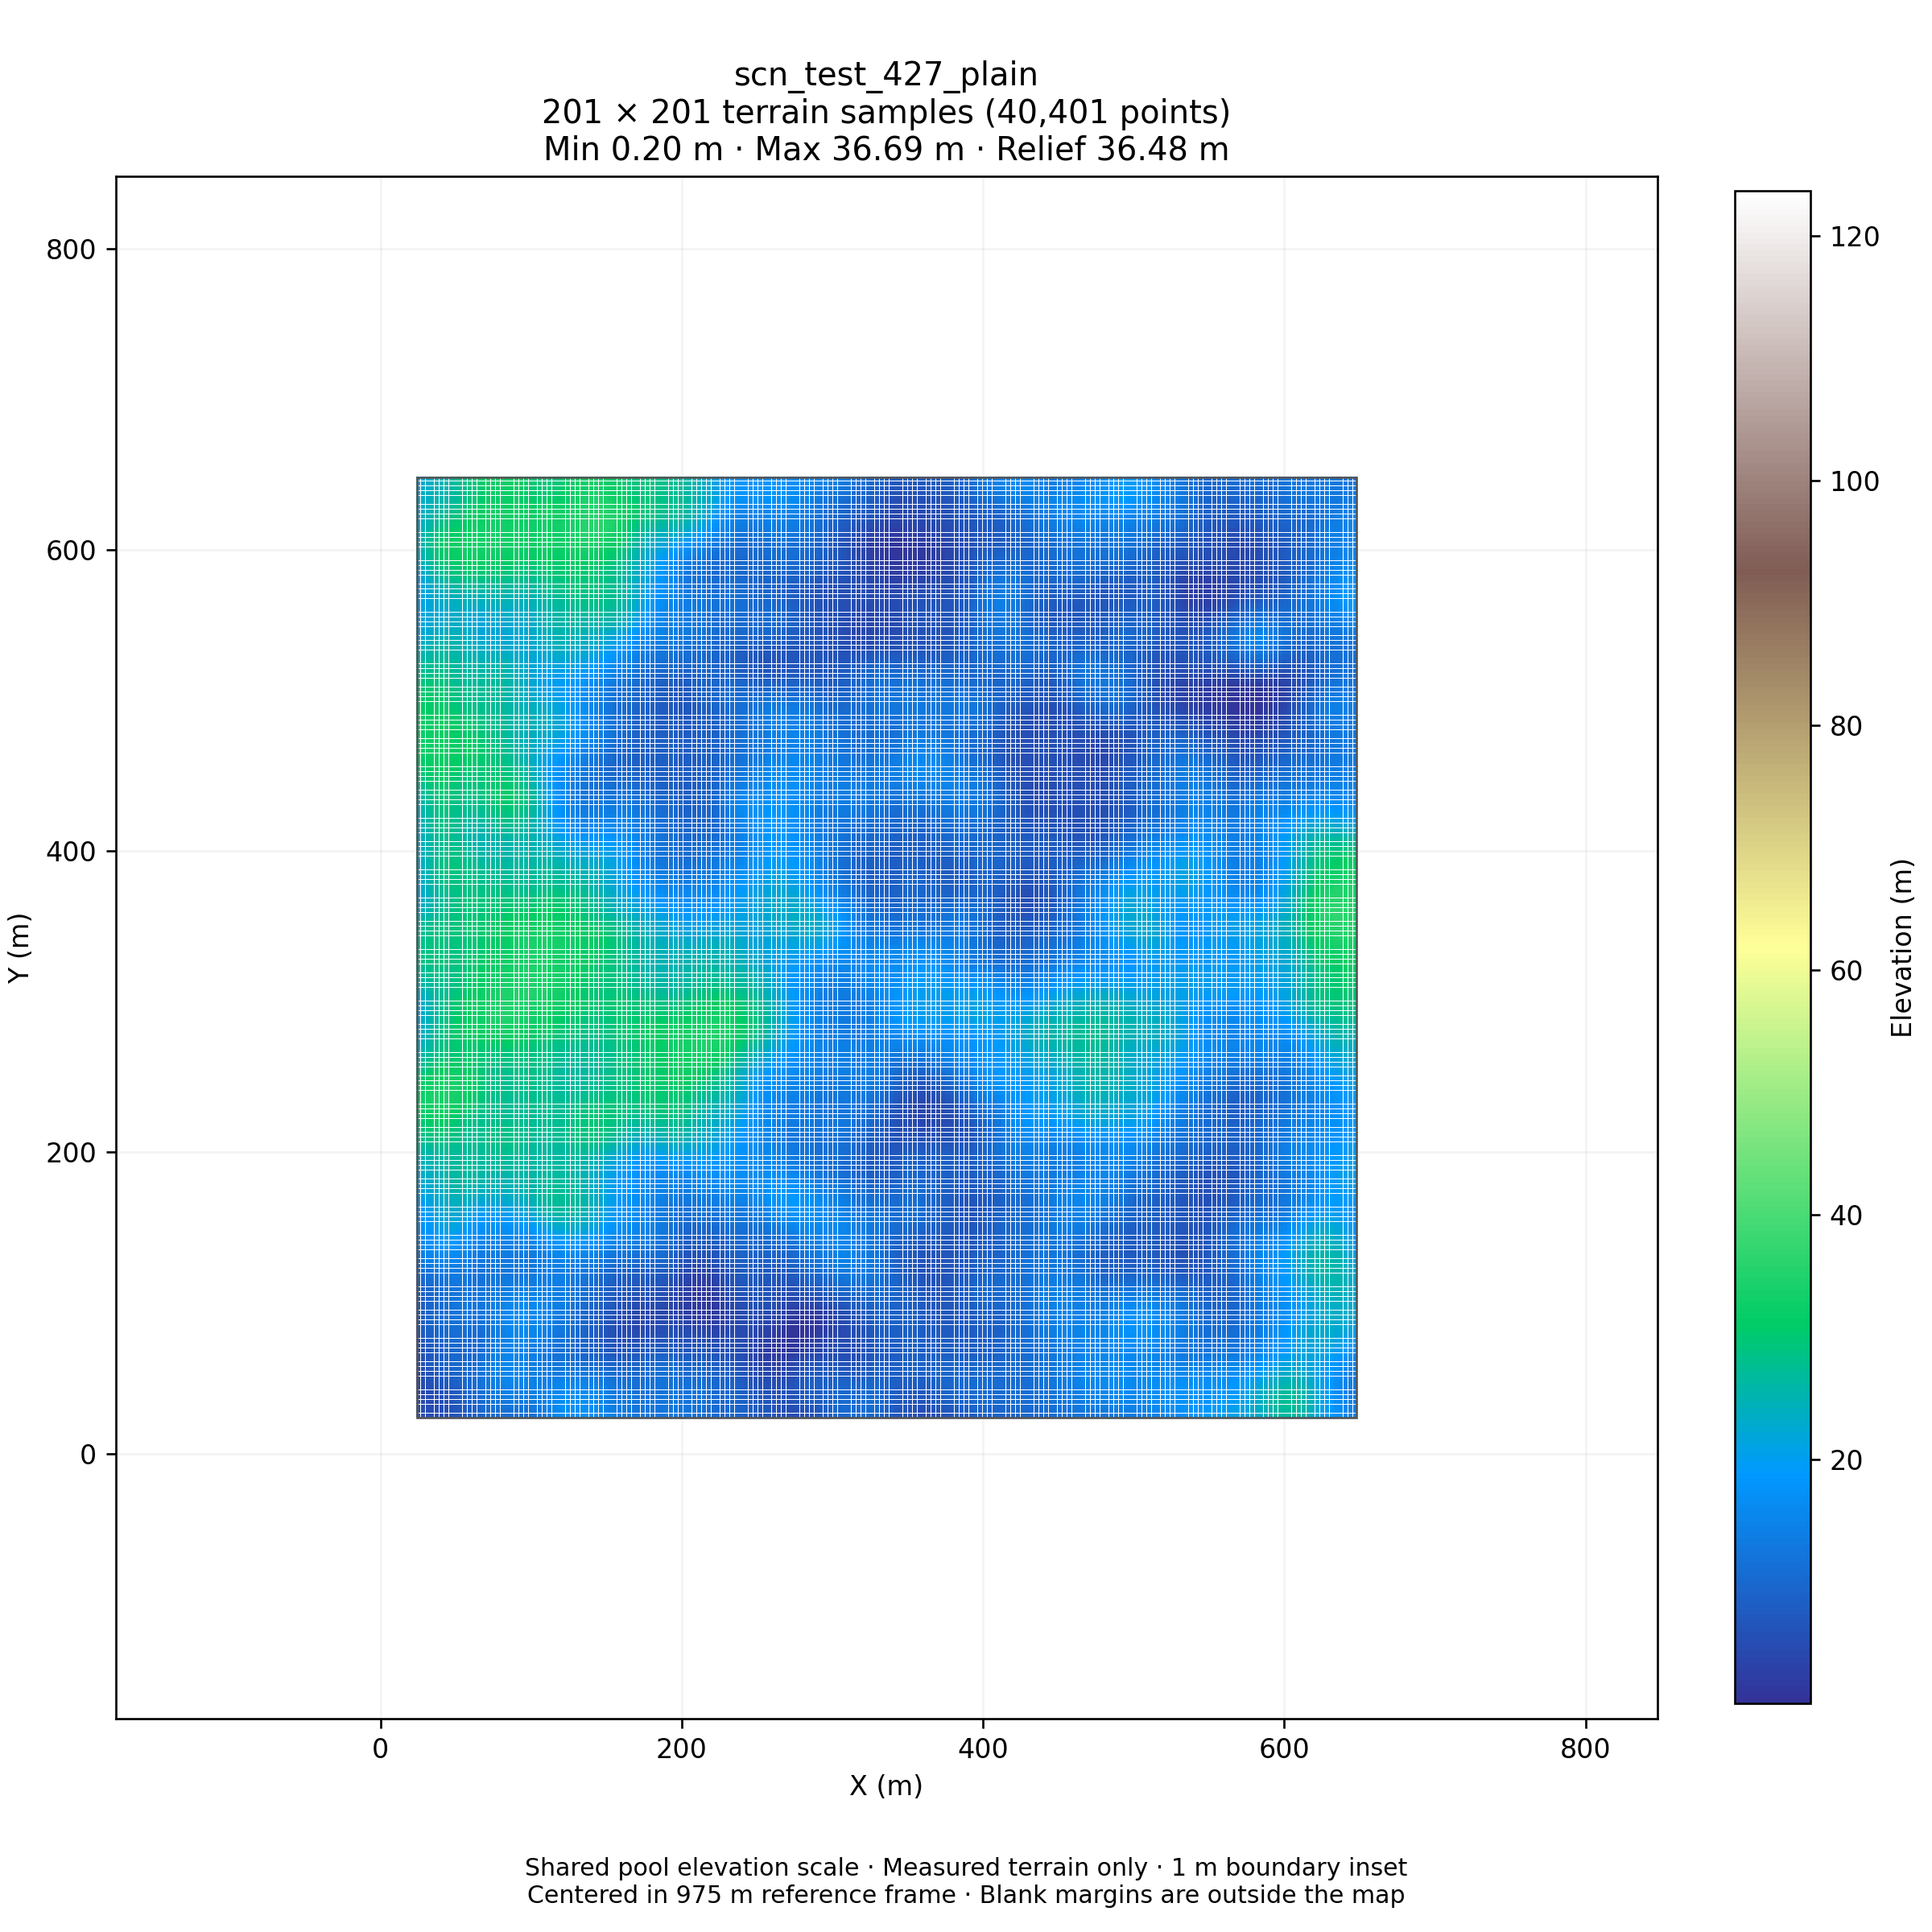 scn_test_427_plain
201 × 201 terrain samples (40,401 points)
Min 0.20 m · Max 36.69 m · Relief 36.48 m
800
600
400
200
0
Y (m)
0
200
400
600
800
X (m)
120
100
80
60
40
20
Elevation (m)
Shared pool elevation scale · Measured terrain only · 1 m boundary inset
Centered in 975 m reference frame · Blank margins are outside the map